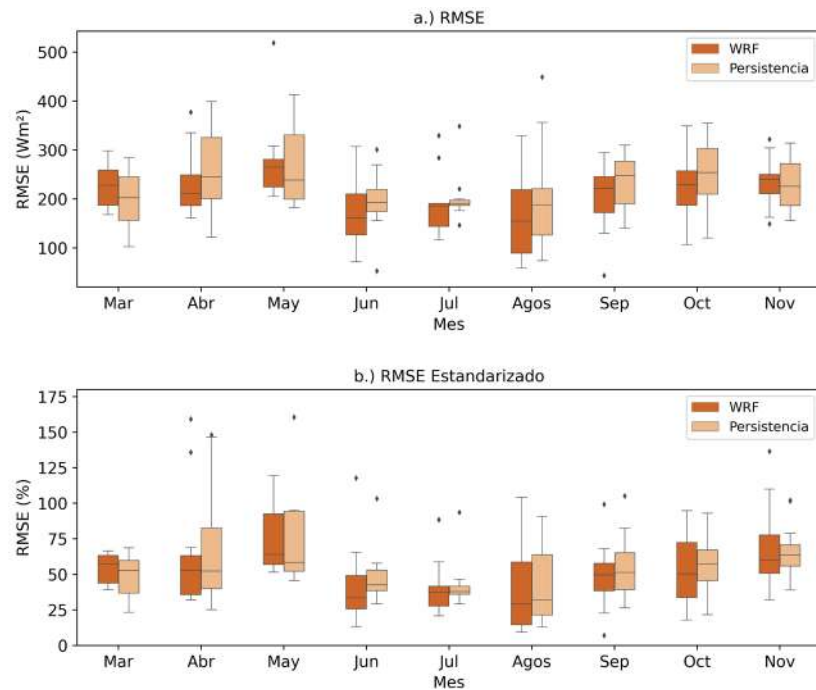 a.) RMSE
RMSE (Wm²)
500
400
300
200
100
WRF
Persistencia
Mar Abr May Jun Jul Agos Sep Oct Nov
Mes
b.) RMSE Estandarizado
RMSE (%)
175
150
125
100
75
50
25
0
WRF
Persistencia
Mar Abr May Jun Jul Agos Sep Oct Nov
Mes